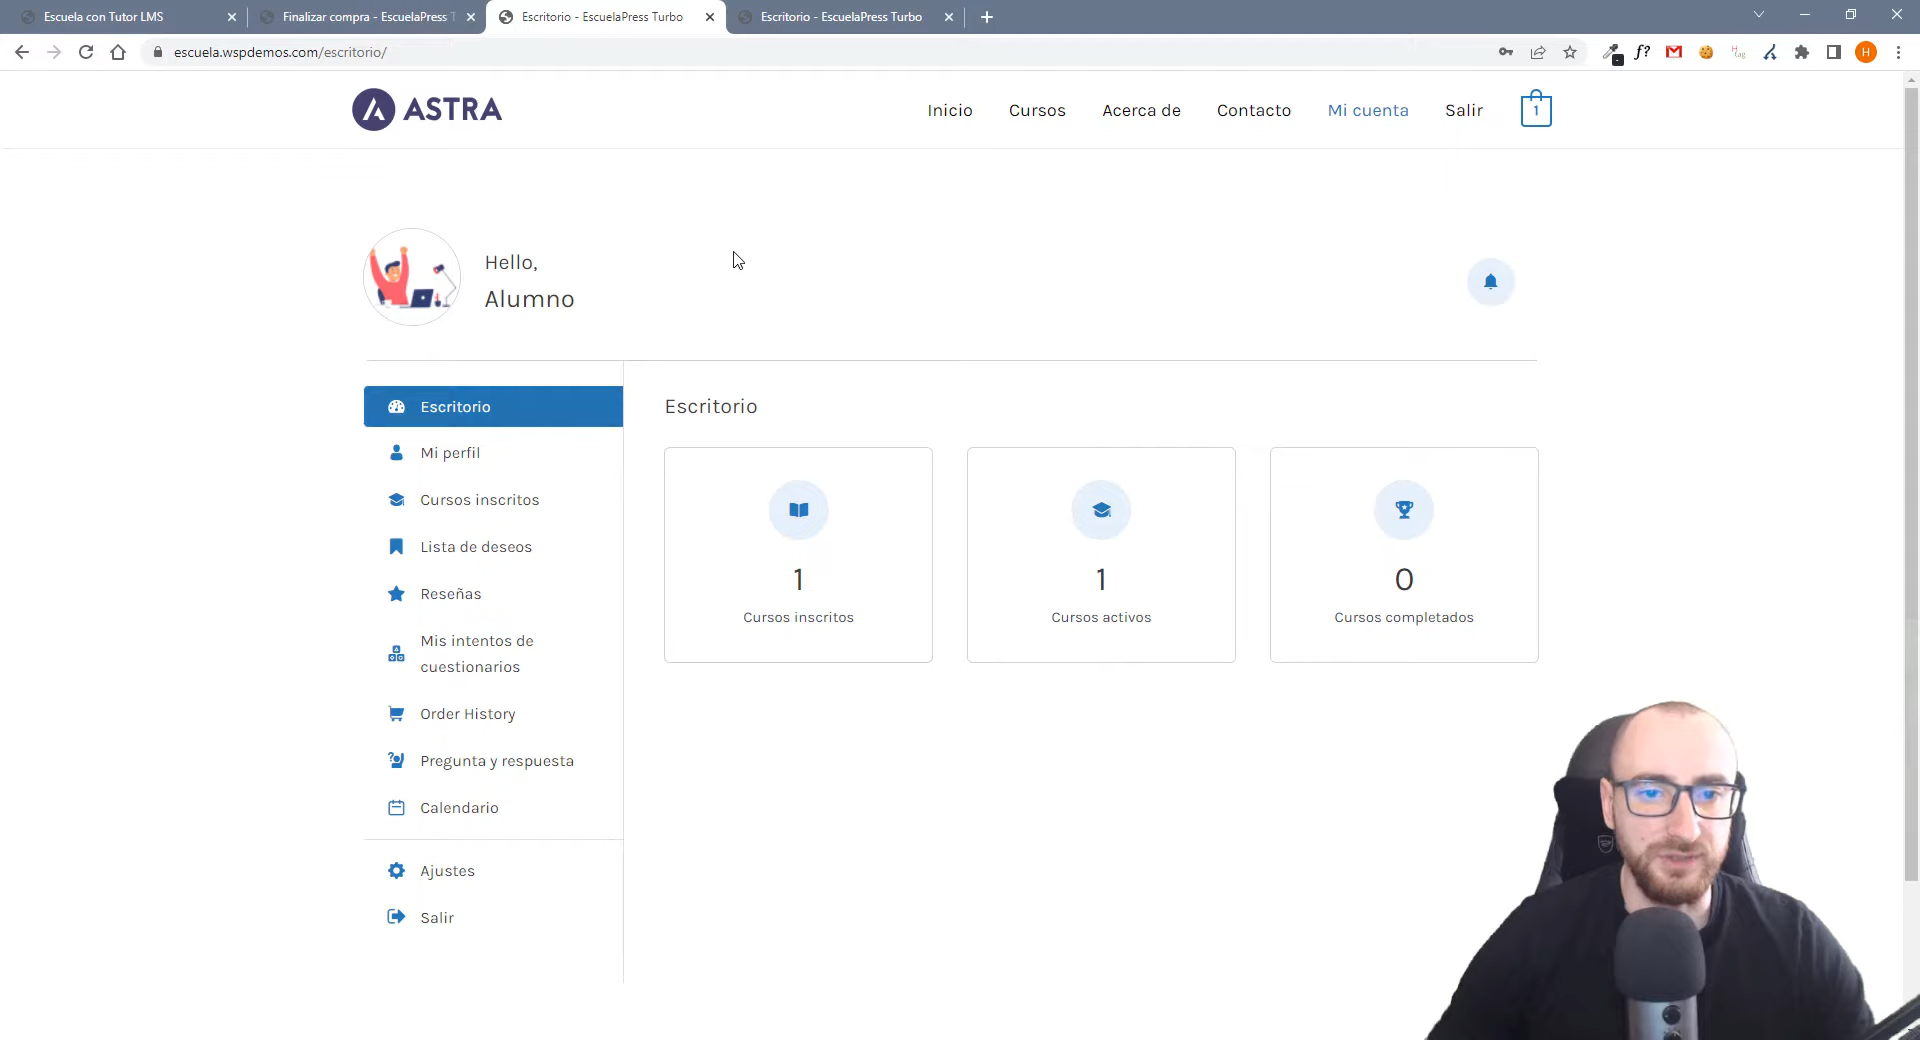 Escuela con Tutor LMS
Finalizar compra - EscuelaPress T
Escritorio - EscuelaPress Turbo
Escritorio - EscuelaPress Turbo
escuela.wspdemos.com/escritorio/
f?
H
ASTRA
Inicio
Cursos
Acerca de
Contacto
Mi cuenta
Salir
1
Hello,
Alumno
Escritorio
Mi perfil
Cursos inscritos
Lista de deseos
Reseñas
Mis intentos de
cuestionarios
Order History
Pregunta y respuesta
Calendario
Ajustes
Salir
Escritorio
1
Cursos inscritos
1
Cursos activos
0
Cursos completados